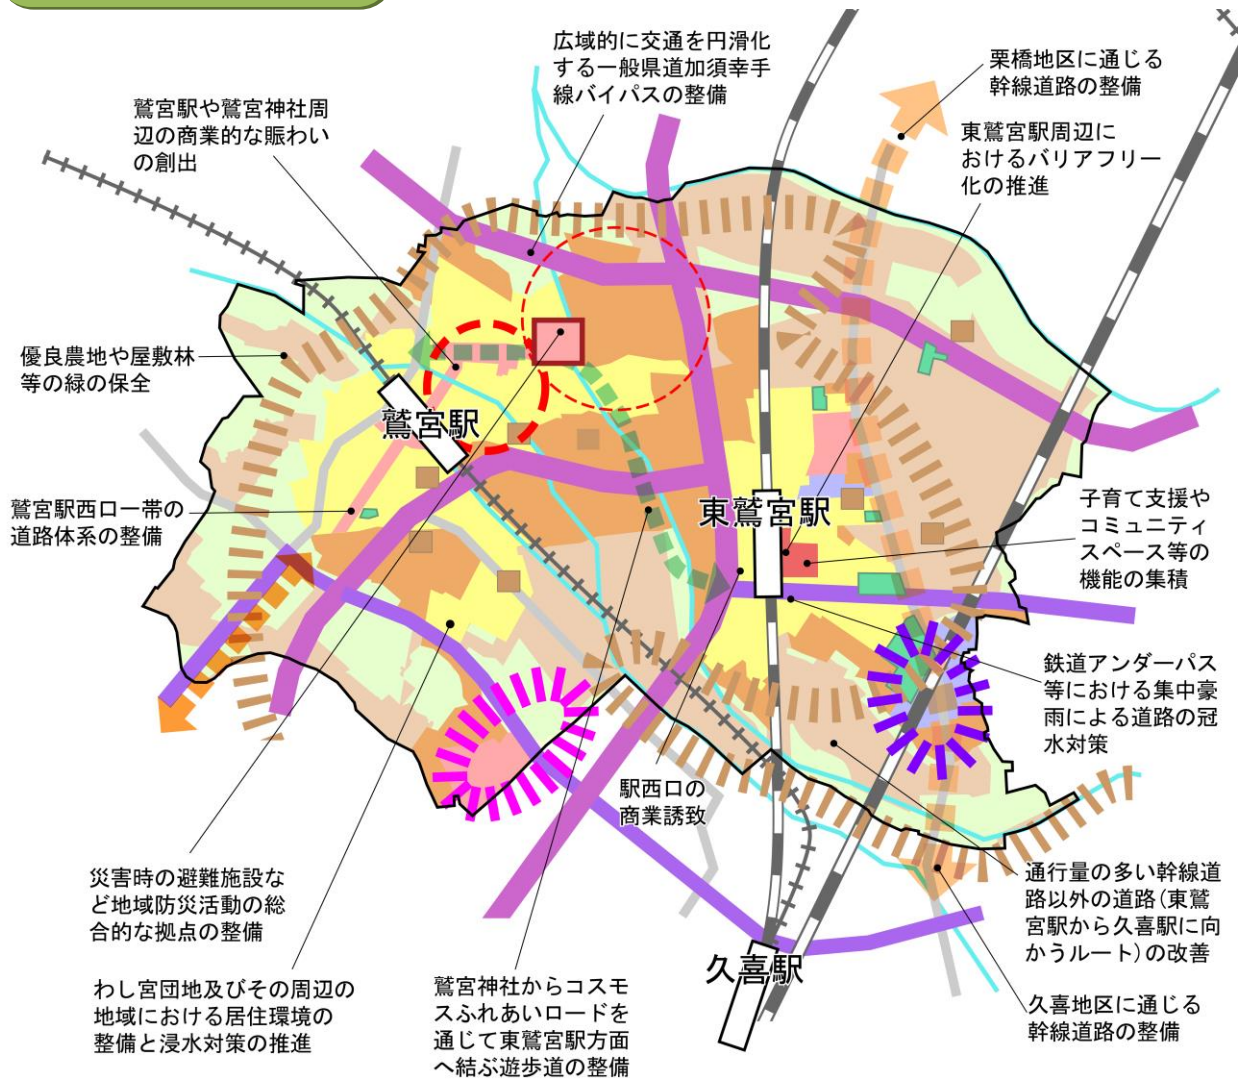 広域的に交通を円滑化
する一般県道加須幸手
線バイパスの整備
栗橋地区に通じる
幹線道路の整備
鷲宮駅や鷲宮神社周
辺の商業的な賑わい
の創出
東鷲宮駅周辺に
おけるバリアフリー
化の推進
優良農地や屋敷林
等の緑の保全
鷲宮駅
鷲宮駅西口一帯の
道路体系の整備
東鷲宮駅
子育て支援や
コミュニティ
スペース等の
機能の集積
鉄道アンダーパス
等における集中豪
雨による道路の冠
水対策
駅西口の
商業誘致
災害時の避難施設な
ど地域防災活動の総
合的な拠点の整備
通行量の多い幹線道
路以外の道路(東鷲
宮駅から久喜駅に向
かうルート)の改善
久喜駅
わし宮団地及びその周辺の
地域における居住環境の
整備と浸水対策の推進
鷲宮神社からコスモ
スふれあいロードを
通じて東鷲宮駅方面
へ結ぶ遊歩道の整備
久喜地区に通じる
幹線道路の整備